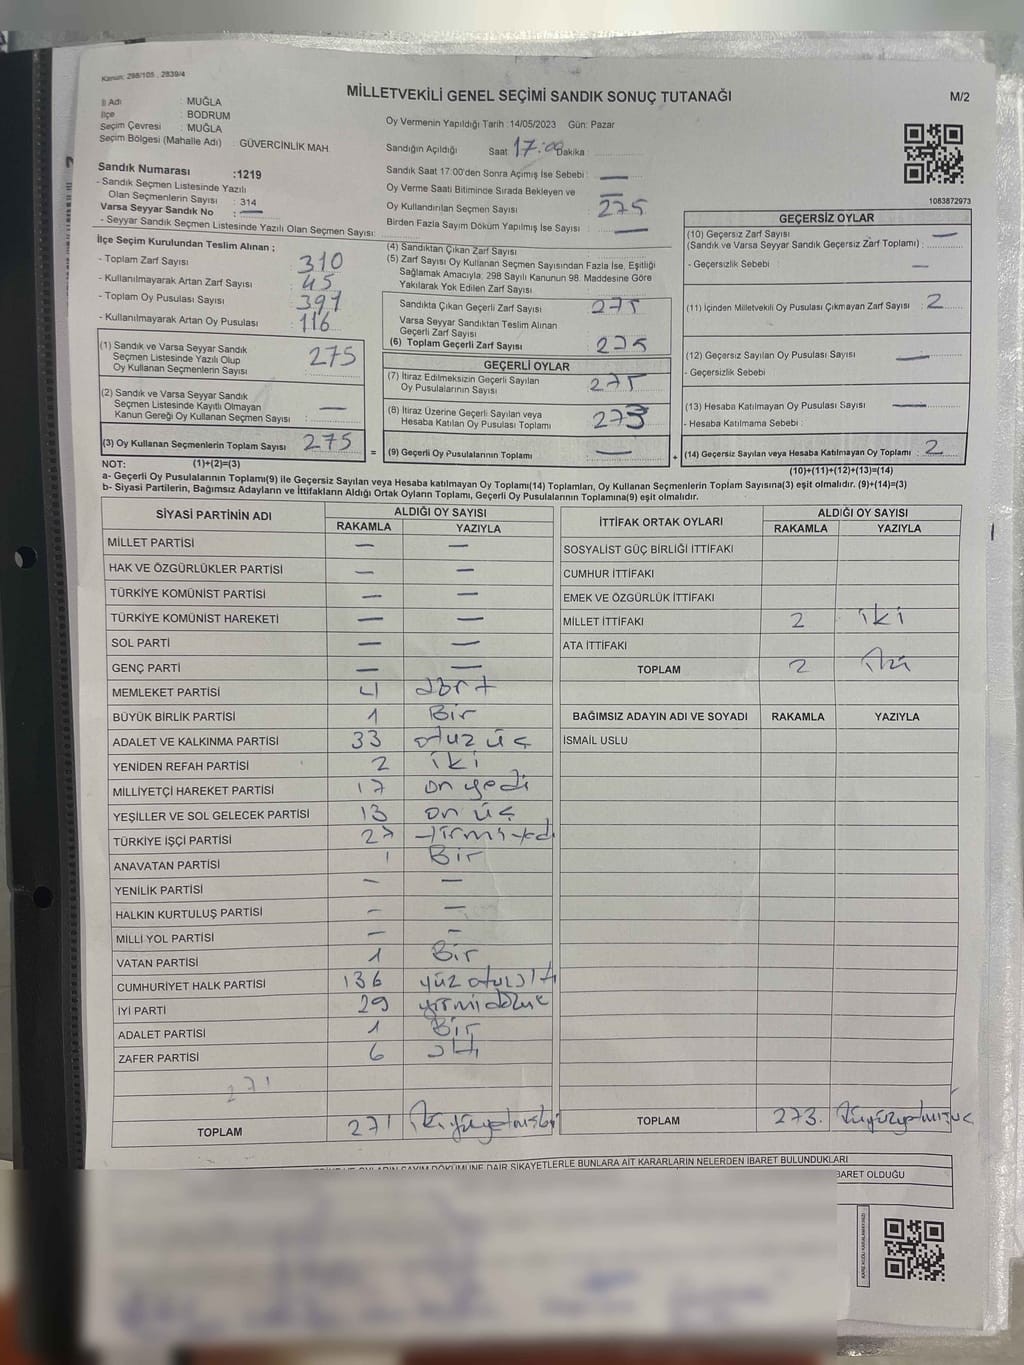 Kanun: 298/105 , 2839/4
MİLLETVEKİLİ GENEL SEÇİMİ SANDIK SONUÇ TUTANAĞI
M/2
İl Adı : MUĞLA
İlçe : BODRUM
Seçim Çevresi : MUĞLA
Seçim Bölgesi (Mahalle Adı) : GÜVERCİNLİK MAH.
Oy Vermenin Yapıldığı Tarih :14/05/2023 Gün: Pazar
Sandığın Açıldığı Saat 17:00 Dakika
Sandık Saat 17.00'den Sonra Açımış İse Sebebi : —
Oy Verme Saati Bitiminde Sırada Bekleyen ve : —
Oy Kullandırılan Seçmen Sayısı 275
Birden Fazla Sayım Döküm Yapılmış İse Sayısı : —
1083872973
Sandık Numarası :1219
- Sandık Seçmen Listesinde Yazılı
Olan Seçmenlerin Sayısı : 314
Varsa Seyyar Sandık No : —
- Seyyar Sandık Seçmen Listesinde Yazılı Olan Seçmen Sayısı:
İlçe Seçim Kurulundan Teslim Alınan ;
- Toplam Zarf Sayısı : 310
- Kullanılmayarak Artan Zarf Sayısı : 45
- Toplam Oy Pusulası Sayısı : 391
- Kullanılmayarak Artan Oy Pusulası : 116
(1) Sandık ve Varsa Seyyar Sandık
Seçmen Listesinde Yazılı Olup
Oy Kullanan Seçmenlerin Sayısı : 275
(2) Sandık ve Varsa Seyyar Sandık
Seçmen Listesinde Kayıtlı Olmayan
Kanun Gereği Oy Kullanan Seçmen Sayısı : —
(3) Oy Kullanan Seçmenlerin Toplam Sayısı : 275
(1)+(2)=(3)
(4) Sandıktan Çıkan Zarf Sayısı
(5) Zarf Sayısı Oy Kullanan Seçmen Sayısından Fazla İse, Eşitliği
Sağlamak Amacıyla; 298 Sayılı Kanunun 98. Maddesine Göre
Yakılarak Yok Edilen Zarf Sayısı
Sandıkta Çıkan Geçerli Zarf Sayısı : 275
Varsa Seyyar Sandıktan Teslim Alınan
Geçerli Zarf Sayısı
(6) Toplam Geçerli Zarf Sayısı : 275
GEÇERLİ OYLAR
(7) İtiraz Edilmeksizin Geçerli Sayılan
Oy Pusulalarının Sayısı : 275
(8) İtiraz Üzerine Geçerli Sayılan veya
Hesaba Katılan Oy Pusulası Toplamı : 273
= (9) Geçerli Oy Pusulalarının Toplamı : —
GEÇERSİZ OYLAR
(10) Geçersiz Zarf Sayısı
(Sandık ve Varsa Seyyar Sandık Geçersiz Zarf Toplamı) : —
- Geçersizlik Sebebi : —
(11) İçinden Milletvekili Oy Pusulası Çıkmayan Zarf Sayısı : 2
(12) Geçersiz Sayılan Oy Pusulası Sayısı : —
- Geçersizlik Sebebi
(13) Hesaba Katılmayan Oy Pusulası Sayısı : —
- Hesaba Katılmama Sebebi :
+ (14) Geçersiz Sayılan veya Hesaba Katılmayan Oy Toplamı : 2
(10)+(11)+(12)+(13)=(14)
NOT:
a- Geçerli Oy Pusulalarının Toplamı(9) ile Geçersiz Sayılan veya Hesaba katılmayan Oy Toplamı(14) Toplamları, Oy Kullanan Seçmenlerin Toplam Sayısına(3) eşit olmalıdır. (9)+(14)=(3)
b- Siyasi Partilerin, Bağımsız Adayların ve İttifakların Aldığı Ortak Oyların Toplamı, Geçerli Oy Pusulalarının Toplamına(9) eşit olmalıdır.
SİYASİ PARTİNİN ADI ALDIĞI OY SAYISI
RAKAMLA YAZIYLA
MİLLET PARTİSİ — —
HAK VE ÖZGÜRLÜKLER PARTİSİ — —
TÜRKİYE KOMÜNİST PARTİSİ — —
TÜRKİYE KOMÜNİST HAREKETİ — —
SOL PARTİ — —
GENÇ PARTİ — —
MEMLEKET PARTİSİ 4 dört
BÜYÜK BİRLİK PARTİSİ 1 Bir
ADALET VE KALKINMA PARTİSİ 33 otuz üç
YENİDEN REFAH PARTİSİ 2 iki
MİLLİYETÇİ HAREKET PARTİSİ 17 on yedi
YEŞİLLER VE SOL GELECEK PARTİSİ 13 on üç
TÜRKİYE İŞÇİ PARTİSİ 27
ANAVATAN PARTİSİ 1 Bir
YENİLİK PARTİSİ — —
HALKIN KURTULUŞ PARTİSİ — —
MİLLİ YOL PARTİSİ — —
VATAN PARTİSİ 1 Bir
CUMHURİYET HALK PARTİSİ 136 yüz otuz altı
İYİ PARTİ 29 yirmi dokuz
ADALET PARTİSİ 1 Bir
ZAFER PARTİSİ 6 altı
271
TOPLAM 271 İkiyüzyetmişbir
İTTİFAK ORTAK OYLARI ALDIĞI OY SAYISI
RAKAMLA YAZIYLA
SOSYALİST GÜÇ BİRLİĞİ İTTİFAKI
CUMHUR İTTİFAKI
EMEK VE ÖZGÜRLÜK İTTİFAKI
MİLLET İTTİFAKI 2 iki
ATA İTTİFAKI
TOPLAM 2 iki
BAĞIMSIZ ADAYIN ADI VE SOYADI RAKAMLA YAZIYLA
İSMAİL USLU
TOPLAM 273. İkiyüzyetmişüç
OYLARIN SAYIM DÖKÜMÜNE DAİR ŞİKAYETLERLE BUNLARA AİT KARARLARIN NELERDEN İBARET BULUNDUKLARI
BARET OLDUĞU